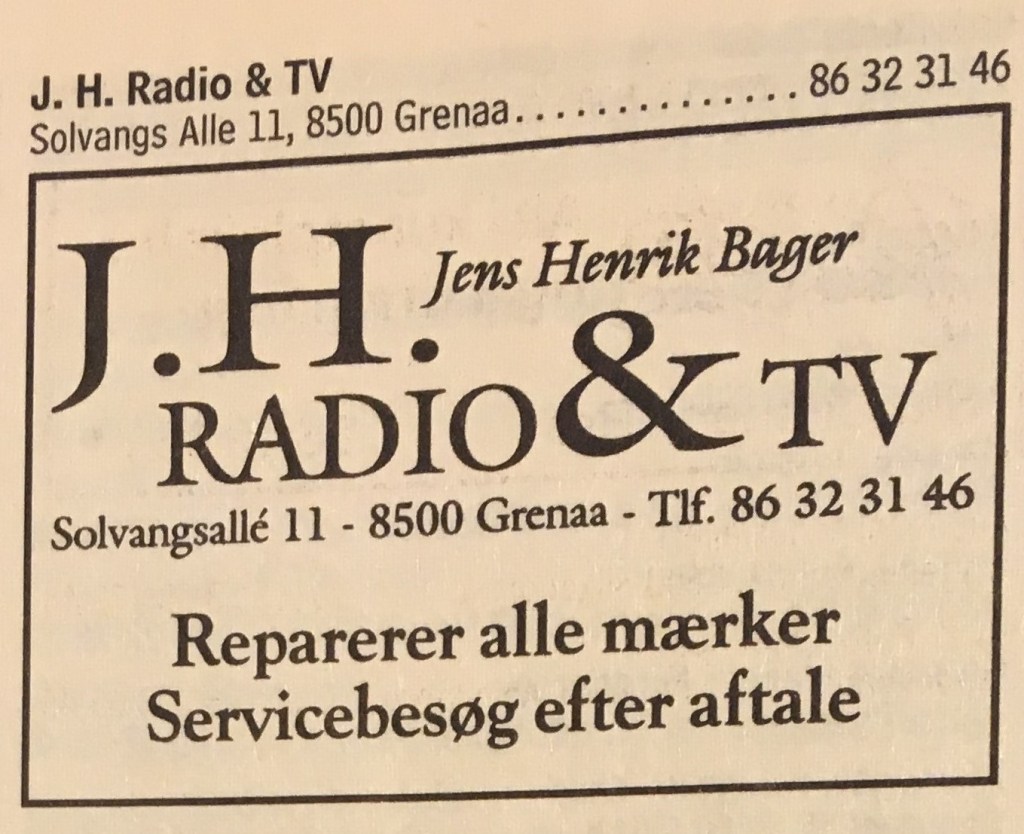 J. H. Radio & TV
Solvangs Alle 11, 8500 Grenaa.............. 86 32 31 46
J.H. Jens Henrik Bager
RADIO & TV
Solvangsallé 11 - 8500 Grenaa - Tlf. 86 32 31 46
Reparerer alle mærker
Servicebesøg efter aftale